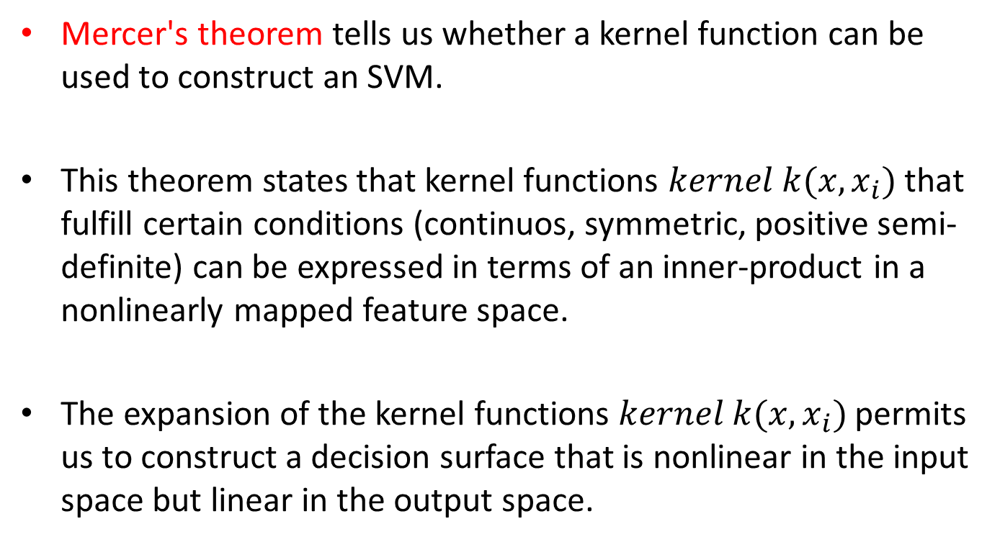 • Mercer's theorem tells us whether a kernel function can be
used to construct an SVM.
• This theorem states that kernel functions kernel k(x, xᵢ) that
fulfill certain conditions (continuos, symmetric, positive semi-
definite) can be expressed in terms of an inner-product in a
nonlinearly mapped feature space.
• The expansion of the kernel functions kernel k(x, xᵢ) permits
us to construct a decision surface that is nonlinear in the input
space but linear in the output space.